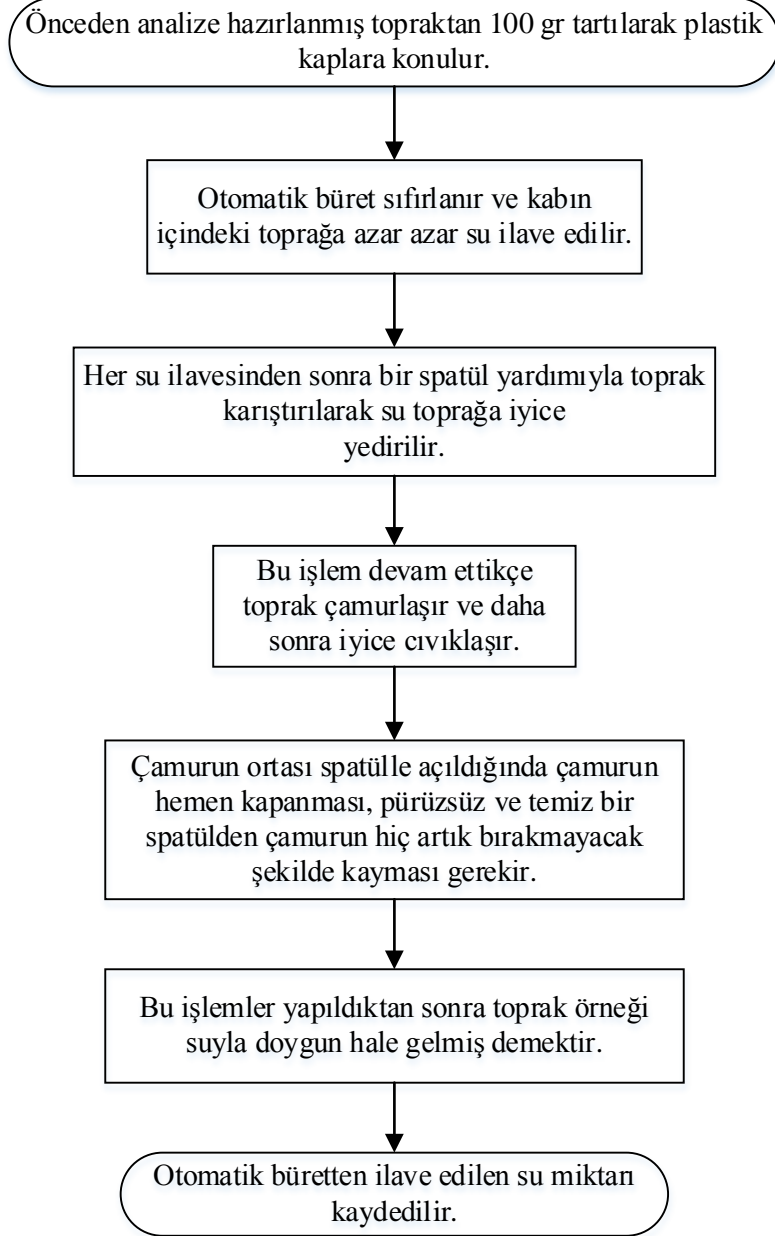 Önceden analize hazırlanmış topraktan 100 gr tartılarak plastik
kaplara konulur.
Otomatik büret sıfırlanır ve kabın
içindeki toprağa azar azar su ilave edilir.
Her su ilavesinden sonra bir spatül yardımıyla toprak
karıştırılarak su toprağa iyice
yedirilir.
Bu işlem devam ettikçe
toprak çamurlaşır ve daha
sonra iyice cıvıklaşır.
Çamurun ortası spatülle açıldığında çamurun
hemen kapanması, pürüzsüz ve temiz bir
spatülden çamurun hiç artık bırakmayacak
şekilde kayması gerekir.
Bu işlemler yapıldıktan sonra toprak örneği
suyla doygun hale gelmiş demektir.
Otomatik büretten ilave edilen su miktarı
kaydedilir.